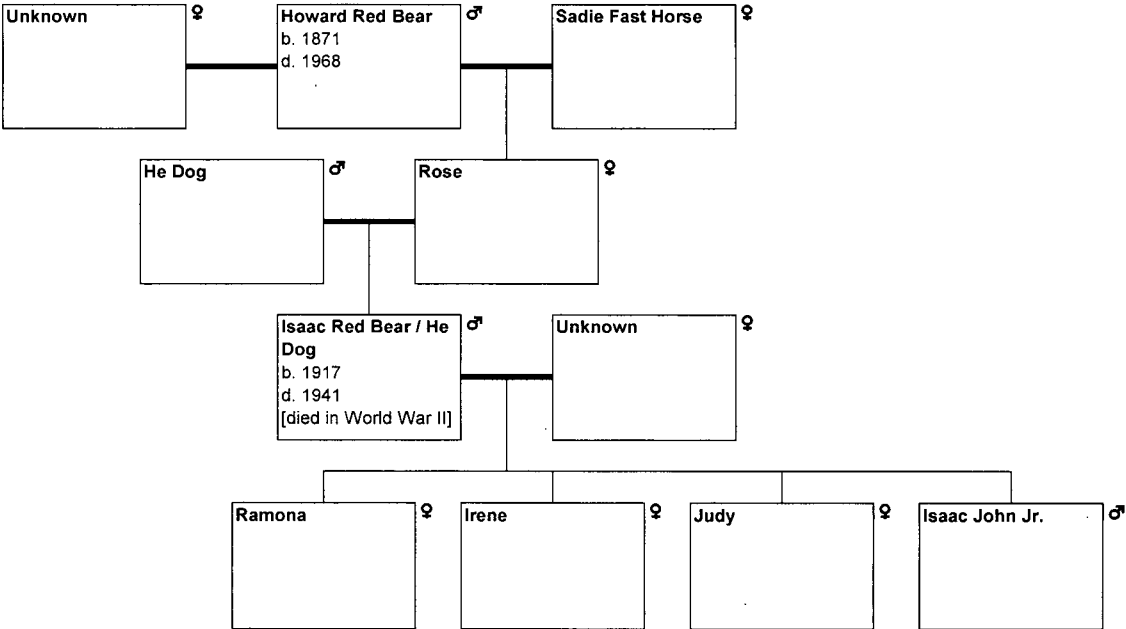 Unknown ♀
Howard Red Bear ♂
b. 1871
d. 1968
Sadie Fast Horse ♀
He Dog ♂
Rose ♀
Isaac Red Bear / He ♂
Dog
b. 1917
d. 1941
[died in World War II]
Unknown ♀
Ramona ♀
Irene ♀
Judy ♀
Isaac John Jr. ♂